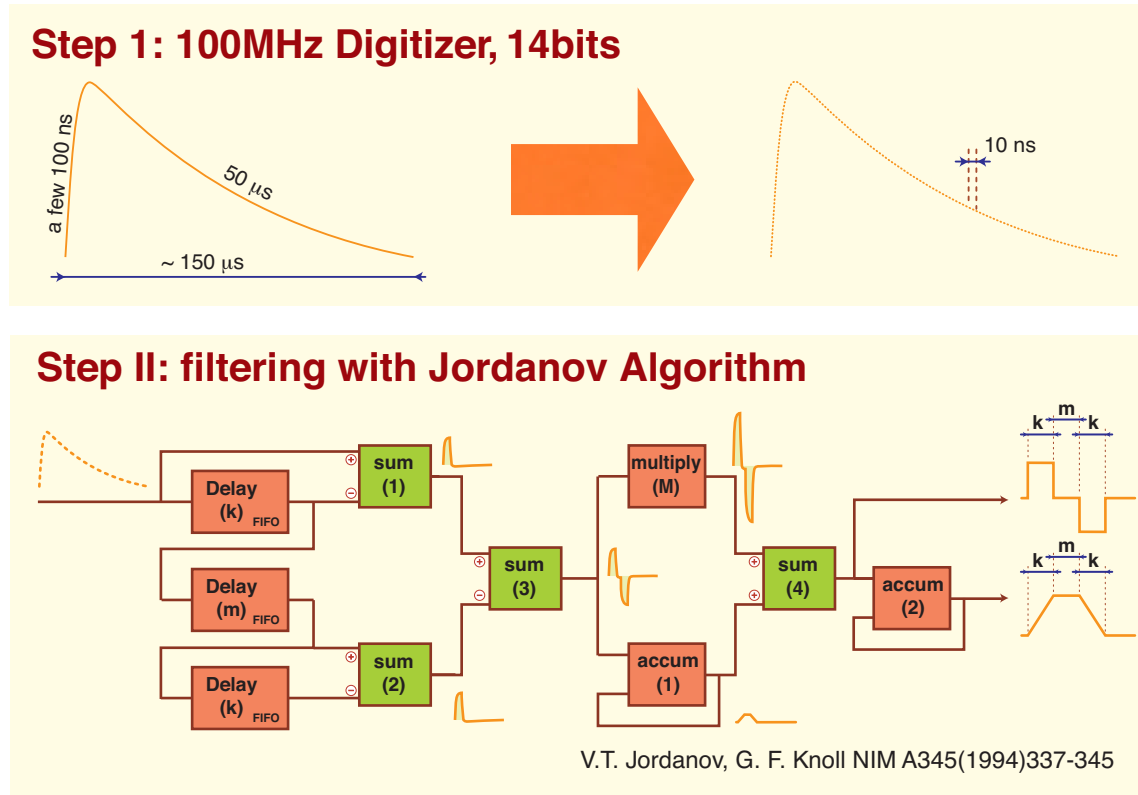 Step 1: 100MHz Digitizer, 14bits
a few 100 ns
50 μs
~ 150 μs
10 ns
Step II: filtering with Jordanov Algorithm
Delay
(k) FIFO
Delay
(m) FIFO
Delay
(k) FIFO
sum
(1)
sum
(2)
sum
(3)
multiply
(M)
accum
(1)
sum
(4)
accum
(2)
m
k k
m
k k
V.T. Jordanov, G. F. Knoll NIM A345(1994)337-345